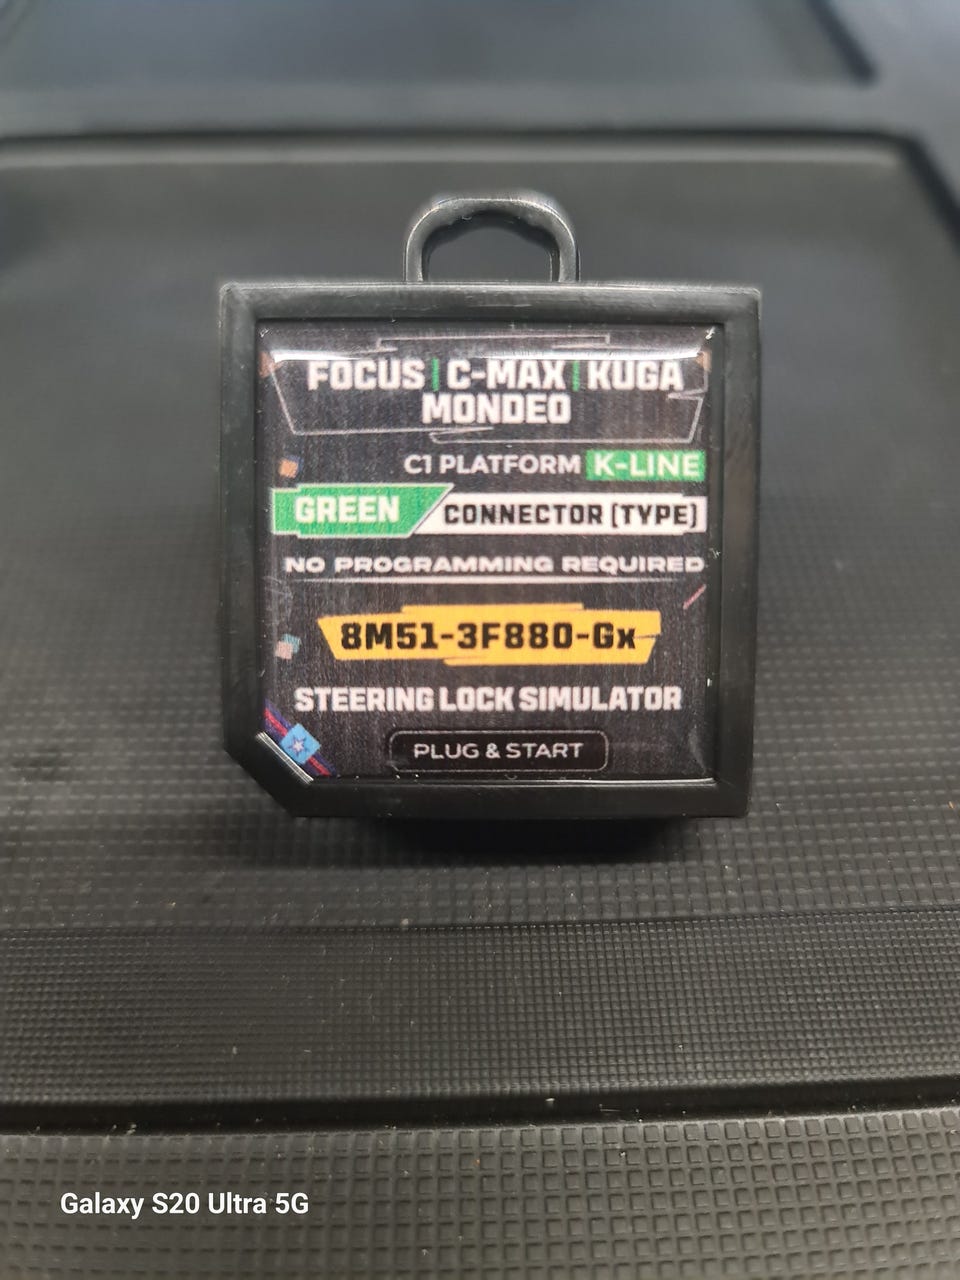 FOCUS | C-MAX | KUGA
MONDEO
C1 PLATFORM K-LINE
GREEN CONNECTOR (TYPE)
NO PROGRAMMING REQUIRED
8M51-3F880-Gx
STEERING LOCK SIMULATOR
PLUG & START
Galaxy S20 Ultra 5G